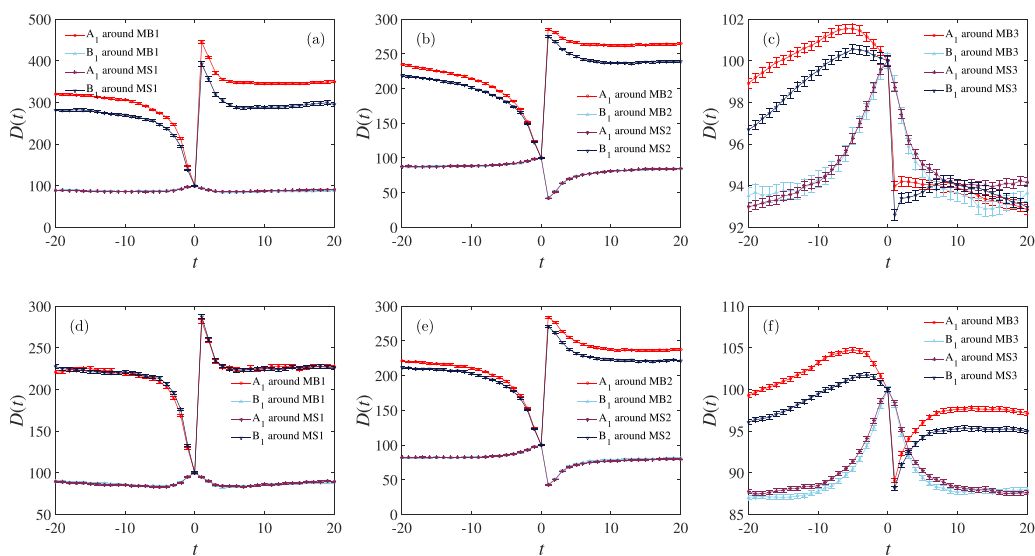 500
400
300
200
100
0
D(t)
-20 -10 0 10 20
t
(a)
A1 around MB1
B1 around MB1
A1 around MS1
B1 around MS1
300
250
200
150
100
50
0
D(t)
-20 -10 0 10 20
t
(b)
A1 around MB2
B1 around MB2
A1 around MS2
B1 around MS2
102
100
98
96
94
92
D(t)
-20 -10 0 10 20
t
(c)
A1 around MB3
B1 around MB3
A1 around MS3
B1 around MS3
300
250
200
150
100
50
D(t)
-20 -10 0 10 20
t
(d)
A1 around MB1
B1 around MB1
A1 around MS1
B1 around MS1
300
250
200
150
100
50
0
D(t)
-20 -10 0 10 20
t
(e)
A1 around MB2
B1 around MB2
A1 around MS2
B1 around MS2
110
105
100
95
90
85
D(t)
-20 -10 0 10 20
t
(f)
A1 around MB3
B1 around MB3
A1 around MS3
B1 around MS3